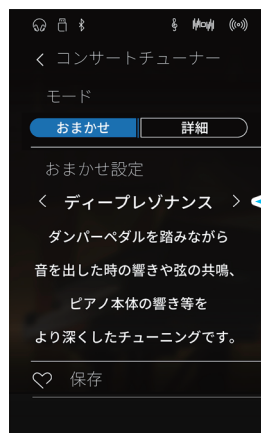 コンサートチューナー
モード
おまかせ 詳細
おまかせ設定
ディープレゾナンス
ダンパーペダルを踏みながら
音を出した時の響きや弦の共鳴、
ピアノ本体の響き等を
より深くしたチューニングです。
保存